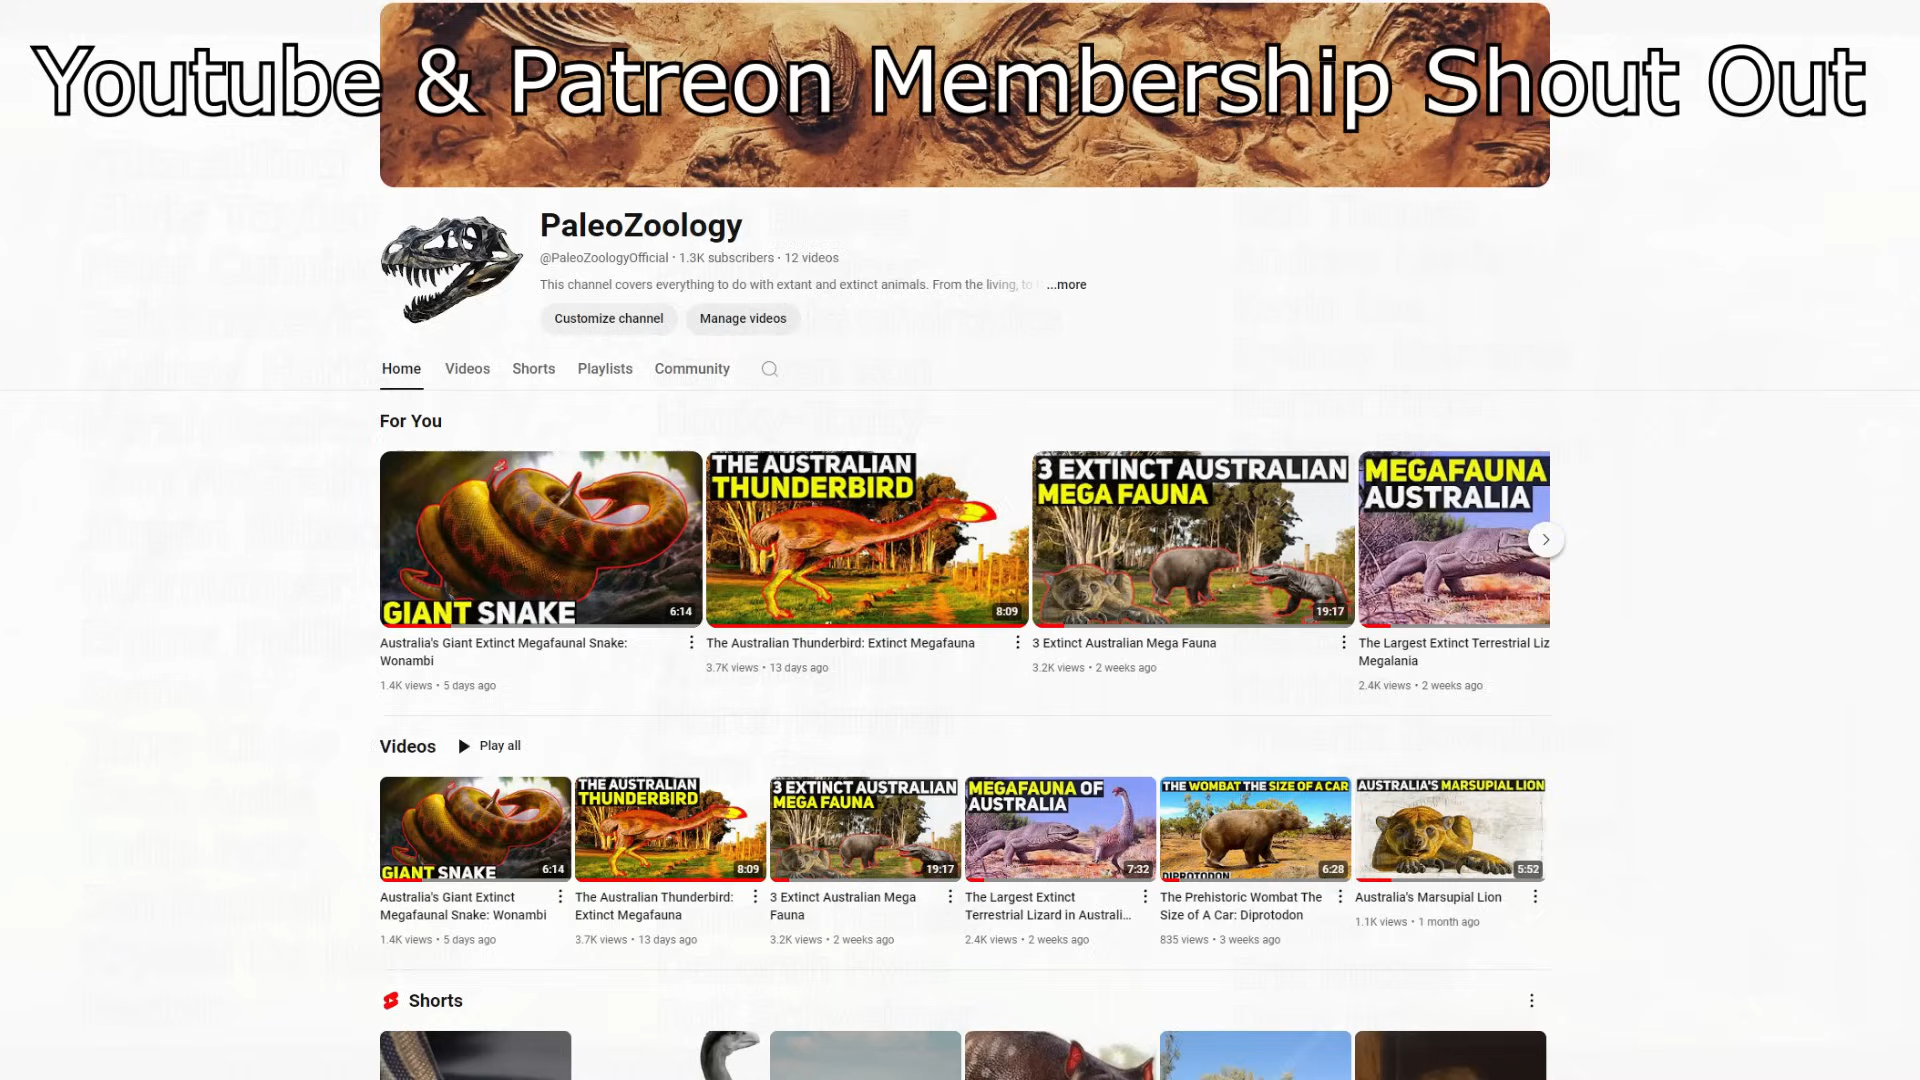 Youtube & Patreon Membership Shout Out
PaleoZoology
@PaleoZoologyOfficial · 1.3K subscribers · 12 videos
This channel covers everything to do with extant and extinct animals. From the living, to ...more
Customize channel
Manage videos
Home
Videos
Shorts
Playlists
Community
For You
GIANT SNAKE
6:14
THE AUSTRALIAN
THUNDERBIRD
8:09
3 EXTINCT AUSTRALIAN
MEGA FAUNA
19:17
MEGAFAUNA
AUSTRALIA
Australia's Giant Extinct Megafaunal Snake:
Wonambi
1.4K views • 5 days ago
The Australian Thunderbird: Extinct Megafauna
3.7K views • 13 days ago
3 Extinct Australian Mega Fauna
3.2K views • 2 weeks ago
The Largest Extinct Terrestrial Liz
Megalania
2.4K views • 2 weeks ago
Videos
Play all
GIANT SNAKE
6:14
THE AUSTRALIAN
THUNDERBIRD
8:09
3 EXTINCT AUSTRALIAN
MEGA FAUNA
19:17
MEGAFAUNA OF
AUSTRALIA
7:32
THE WOMBAT THE SIZE OF A CAR
DIPROTODON
6:28
AUSTRALIA'S MARSUPIAL LION
5:52
Australia's Giant Extinct
Megafaunal Snake: Wonambi
1.4K views • 5 days ago
The Australian Thunderbird:
Extinct Megafauna
3.7K views • 13 days ago
3 Extinct Australian Mega
Fauna
3.2K views • 2 weeks ago
The Largest Extinct
Terrestrial Lizard in Australi...
2.4K views • 2 weeks ago
The Prehistoric Wombat The
Size of A Car: Diprotodon
835 views • 3 weeks ago
Australia's Marsupial Lion
1.1K views • 1 month ago
Shorts